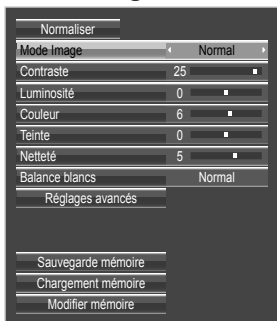 Normaliser
Mode Image Normal
Contraste 25
Luminosité 0
Couleur 6
Teinte 0
Netteté 5
Balance blancs Normal
Réglages avancés
Sauvegarde mémoire
Chargement mémoire
Modifier mémoire